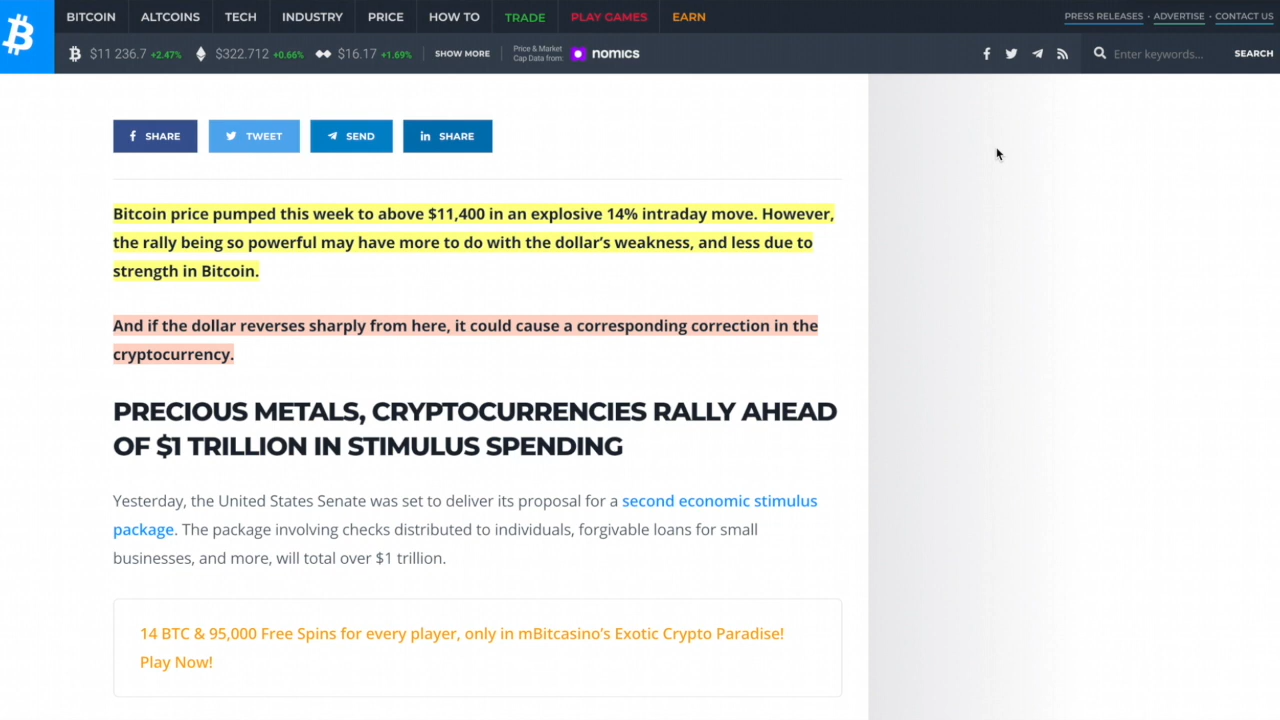 BITCOIN ALTCOINS TECH INDUSTRY PRICE HOW TO TRADE PLAY GAMES EARN PRESS RELEASES · ADVERTISE · CONTACT US
$11 236.7 +2.47% $322.712 +0.66% $16.17 +1.69% SHOW MORE Price & Market Cap Data from: nomics Enter keywords... SEARCH
SHARE TWEET SEND SHARE
Bitcoin price pumped this week to above $11,400 in an explosive 14% intraday move. However,
the rally being so powerful may have more to do with the dollar’s weakness, and less due to
strength in Bitcoin.
And if the dollar reverses sharply from here, it could cause a corresponding correction in the
cryptocurrency.
PRECIOUS METALS, CRYPTOCURRENCIES RALLY AHEAD
OF $1 TRILLION IN STIMULUS SPENDING
Yesterday, the United States Senate was set to deliver its proposal for a second economic stimulus
package. The package involving checks distributed to individuals, forgivable loans for small
businesses, and more, will total over $1 trillion.
14 BTC & 95,000 Free Spins for every player, only in mBitcasino’s Exotic Crypto Paradise!
Play Now!